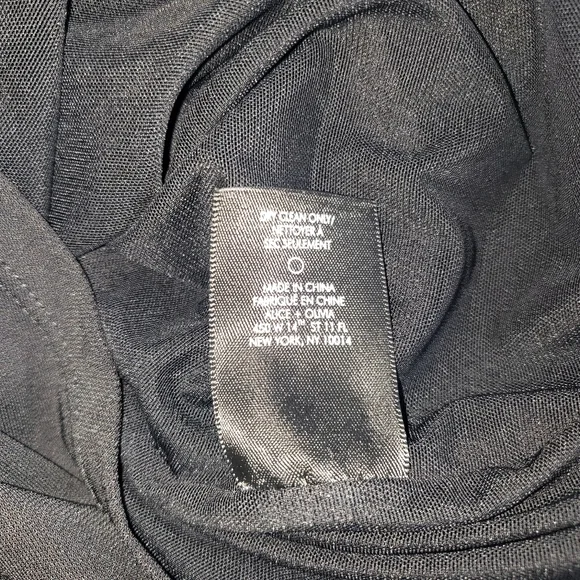 DRY CLEAN ONLY/
NETTOYER À
SEC SEULEMENT
MADE IN CHINA
FABRIQUÉ EN CHINE
ALICE + OLIVIA
450 W 14TH ST 11 FL
NEW YORK, NY 10014